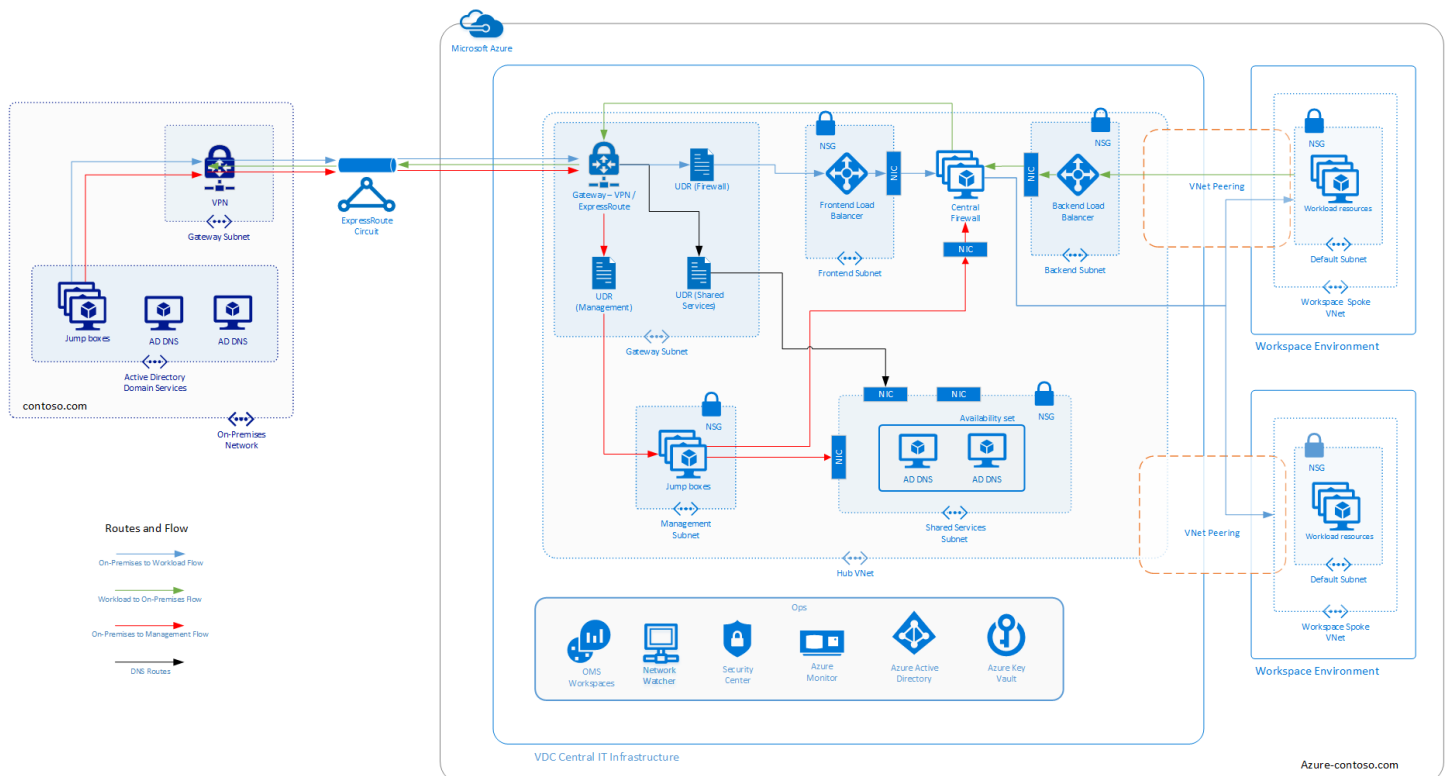 Microsoft Azure
VPN
Gateway Subnet
Jump boxes
AD DNS
AD DNS
Active Directory
Domain Services
contoso.com
On-Premises
Network
ExpressRoute
Circuit
Gateway – VPN /
ExpressRoute
UDR (Firewall)
UDR
(Management)
UDR (Shared
Services)
Gateway Subnet
NSG
Frontend Load
Balancer
Frontend Subnet
NIC
Central
Firewall
NIC
NIC
NSG
Backend Load
Balancer
Backend Subnet
VNet Peering
NSG
Workload resources
Default Subnet
Workspace Spoke
VNet
Workspace Environment
NSG
Jump boxes
Management
Subnet
NIC
NIC
NIC
NSG
Availability set
AD DNS
AD DNS
Shared Services
Subnet
Hub VNet
VNet Peering
NSG
Workload resources
Default Subnet
Workspace Spoke
VNet
Workspace Environment
Routes and Flow
On-Premises to Workload Flow
Workload to On-Premises Flow
On-Premises to Management Flow
DNS Routes
Ops
OMS
Workspaces
Network
Watcher
Security
Center
Azure
Monitor
Azure Active
Directory
Azure Key
Vault
VDC Central IT Infrastructure
Azure-contoso.com